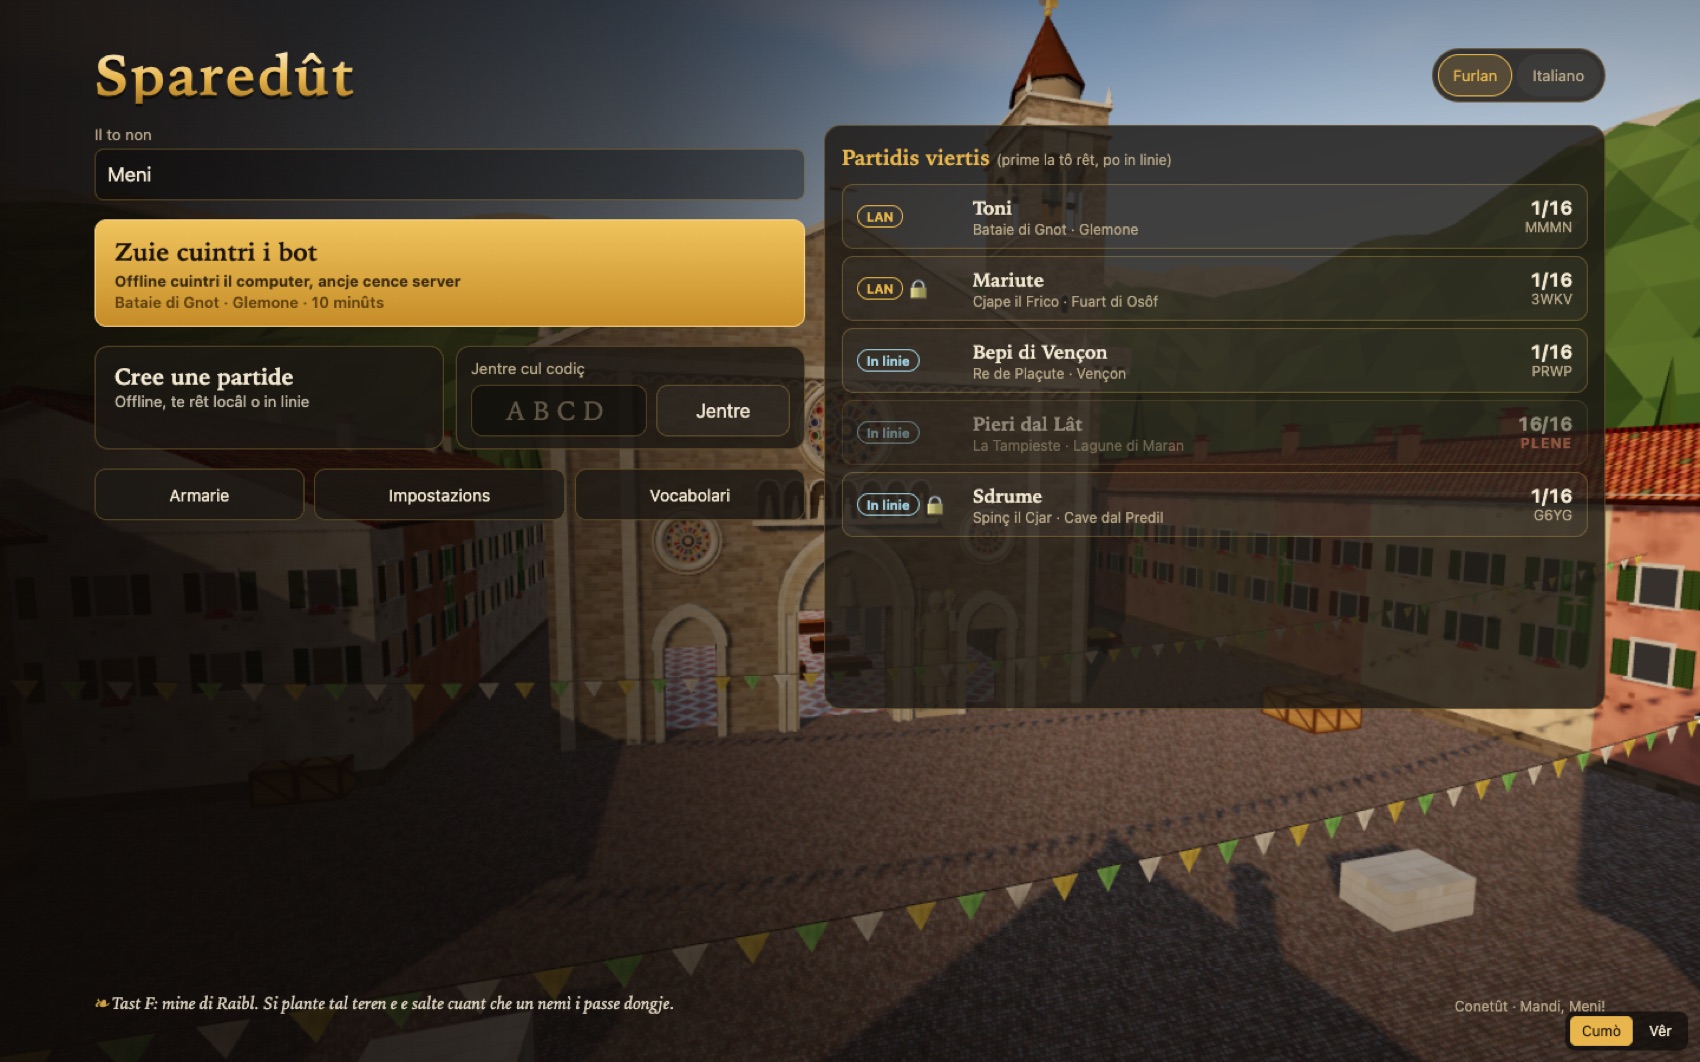 Sparedût
Furlan
Italiano
Il to non
Meni
Zuie cuintri i bot
Offline cuintri il computer, ancje cence server
Bataie di Gnot · Glemone · 10 minûts
Cree une partide
Offline, te rêt locâl o in linie
Jentre cul codiç
ABCD
Jentre
Armarie
Impostazions
Vocabolari
Partidis viertis (prime la tô rêt, po in linie)
LAN
Toni
1/16
Bataie di Gnot · Glemone
MMMN
LAN
Mariute
1/16
Cjape il Frico · Fuart di Osôf
3WKV
In linie
Bepi di Vençon
1/16
Re de Plaçute · Vençon
PRWP
In linie
Pieri dal Lât
16/16
La Tampieste · Lagune di Maran
PLENE
In linie
Sdrume
1/16
Spinç il Cjar · Cave dal Predil
G6YG
Tast F: mine di Raibl. Si plante tal teren e e salte cuant che un nemì i passe dongje.
Conetût · Mandi, Meni!
Cumò
Vêr